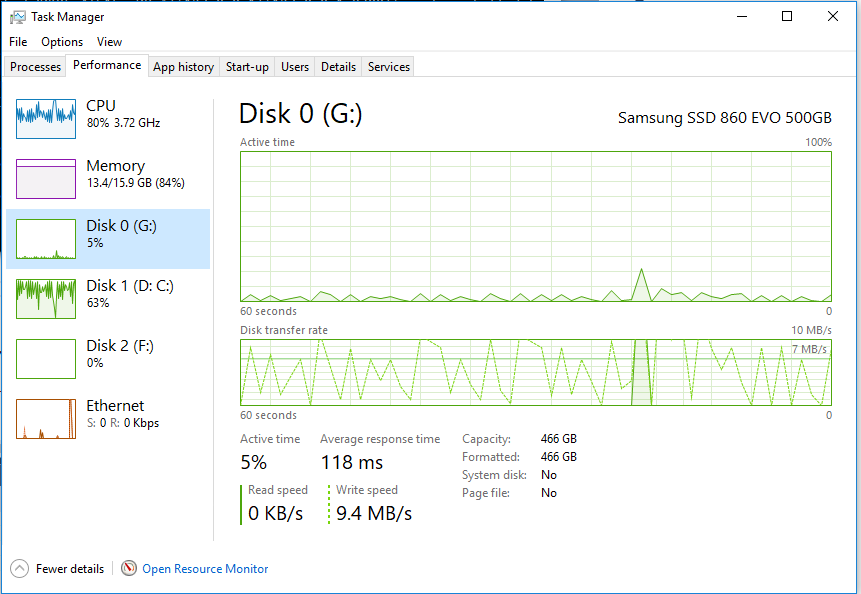 Task Manager
File Options View
Processes Performance App history Start-up Users Details Services
CPU
80% 3.72 GHz
Memory
13.4/15.9 GB (84%)
Disk 0 (G:)
5%
Disk 1 (D: C:)
63%
Disk 2 (F:)
0%
Ethernet
S: 0 R: 0 Kbps
Disk 0 (G:) Samsung SSD 860 EVO 500GB
Active time 100%
60 seconds 0
Disk transfer rate 10 MB/s
7 MB/s
60 seconds 0
Active time Average response time
5% 118 ms
Read speed Write speed
0 KB/s 9.4 MB/s
Capacity: 466 GB
Formatted: 466 GB
System disk: No
Page file: No
Fewer details Open Resource Monitor